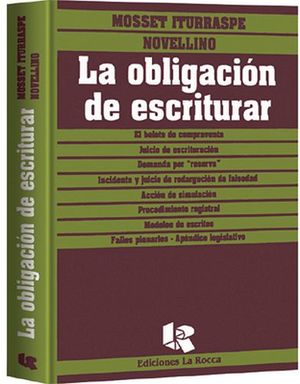 MOSSET ITURRASPE
NOVELLINO
La obligación
de escriturar
El boleto de compraventa
Juicio de escrituración
Demanda por "reserva"
Incidente y juicio de redargución de falsedad
Acción de simulación
Procedimiento registral
Modelos de escritos
Fallos plenarios - Apéndice legislativo
Ediciones La Rocca
MOSSET ITURRASPE
NOVELLINO
La obligación de escriturar